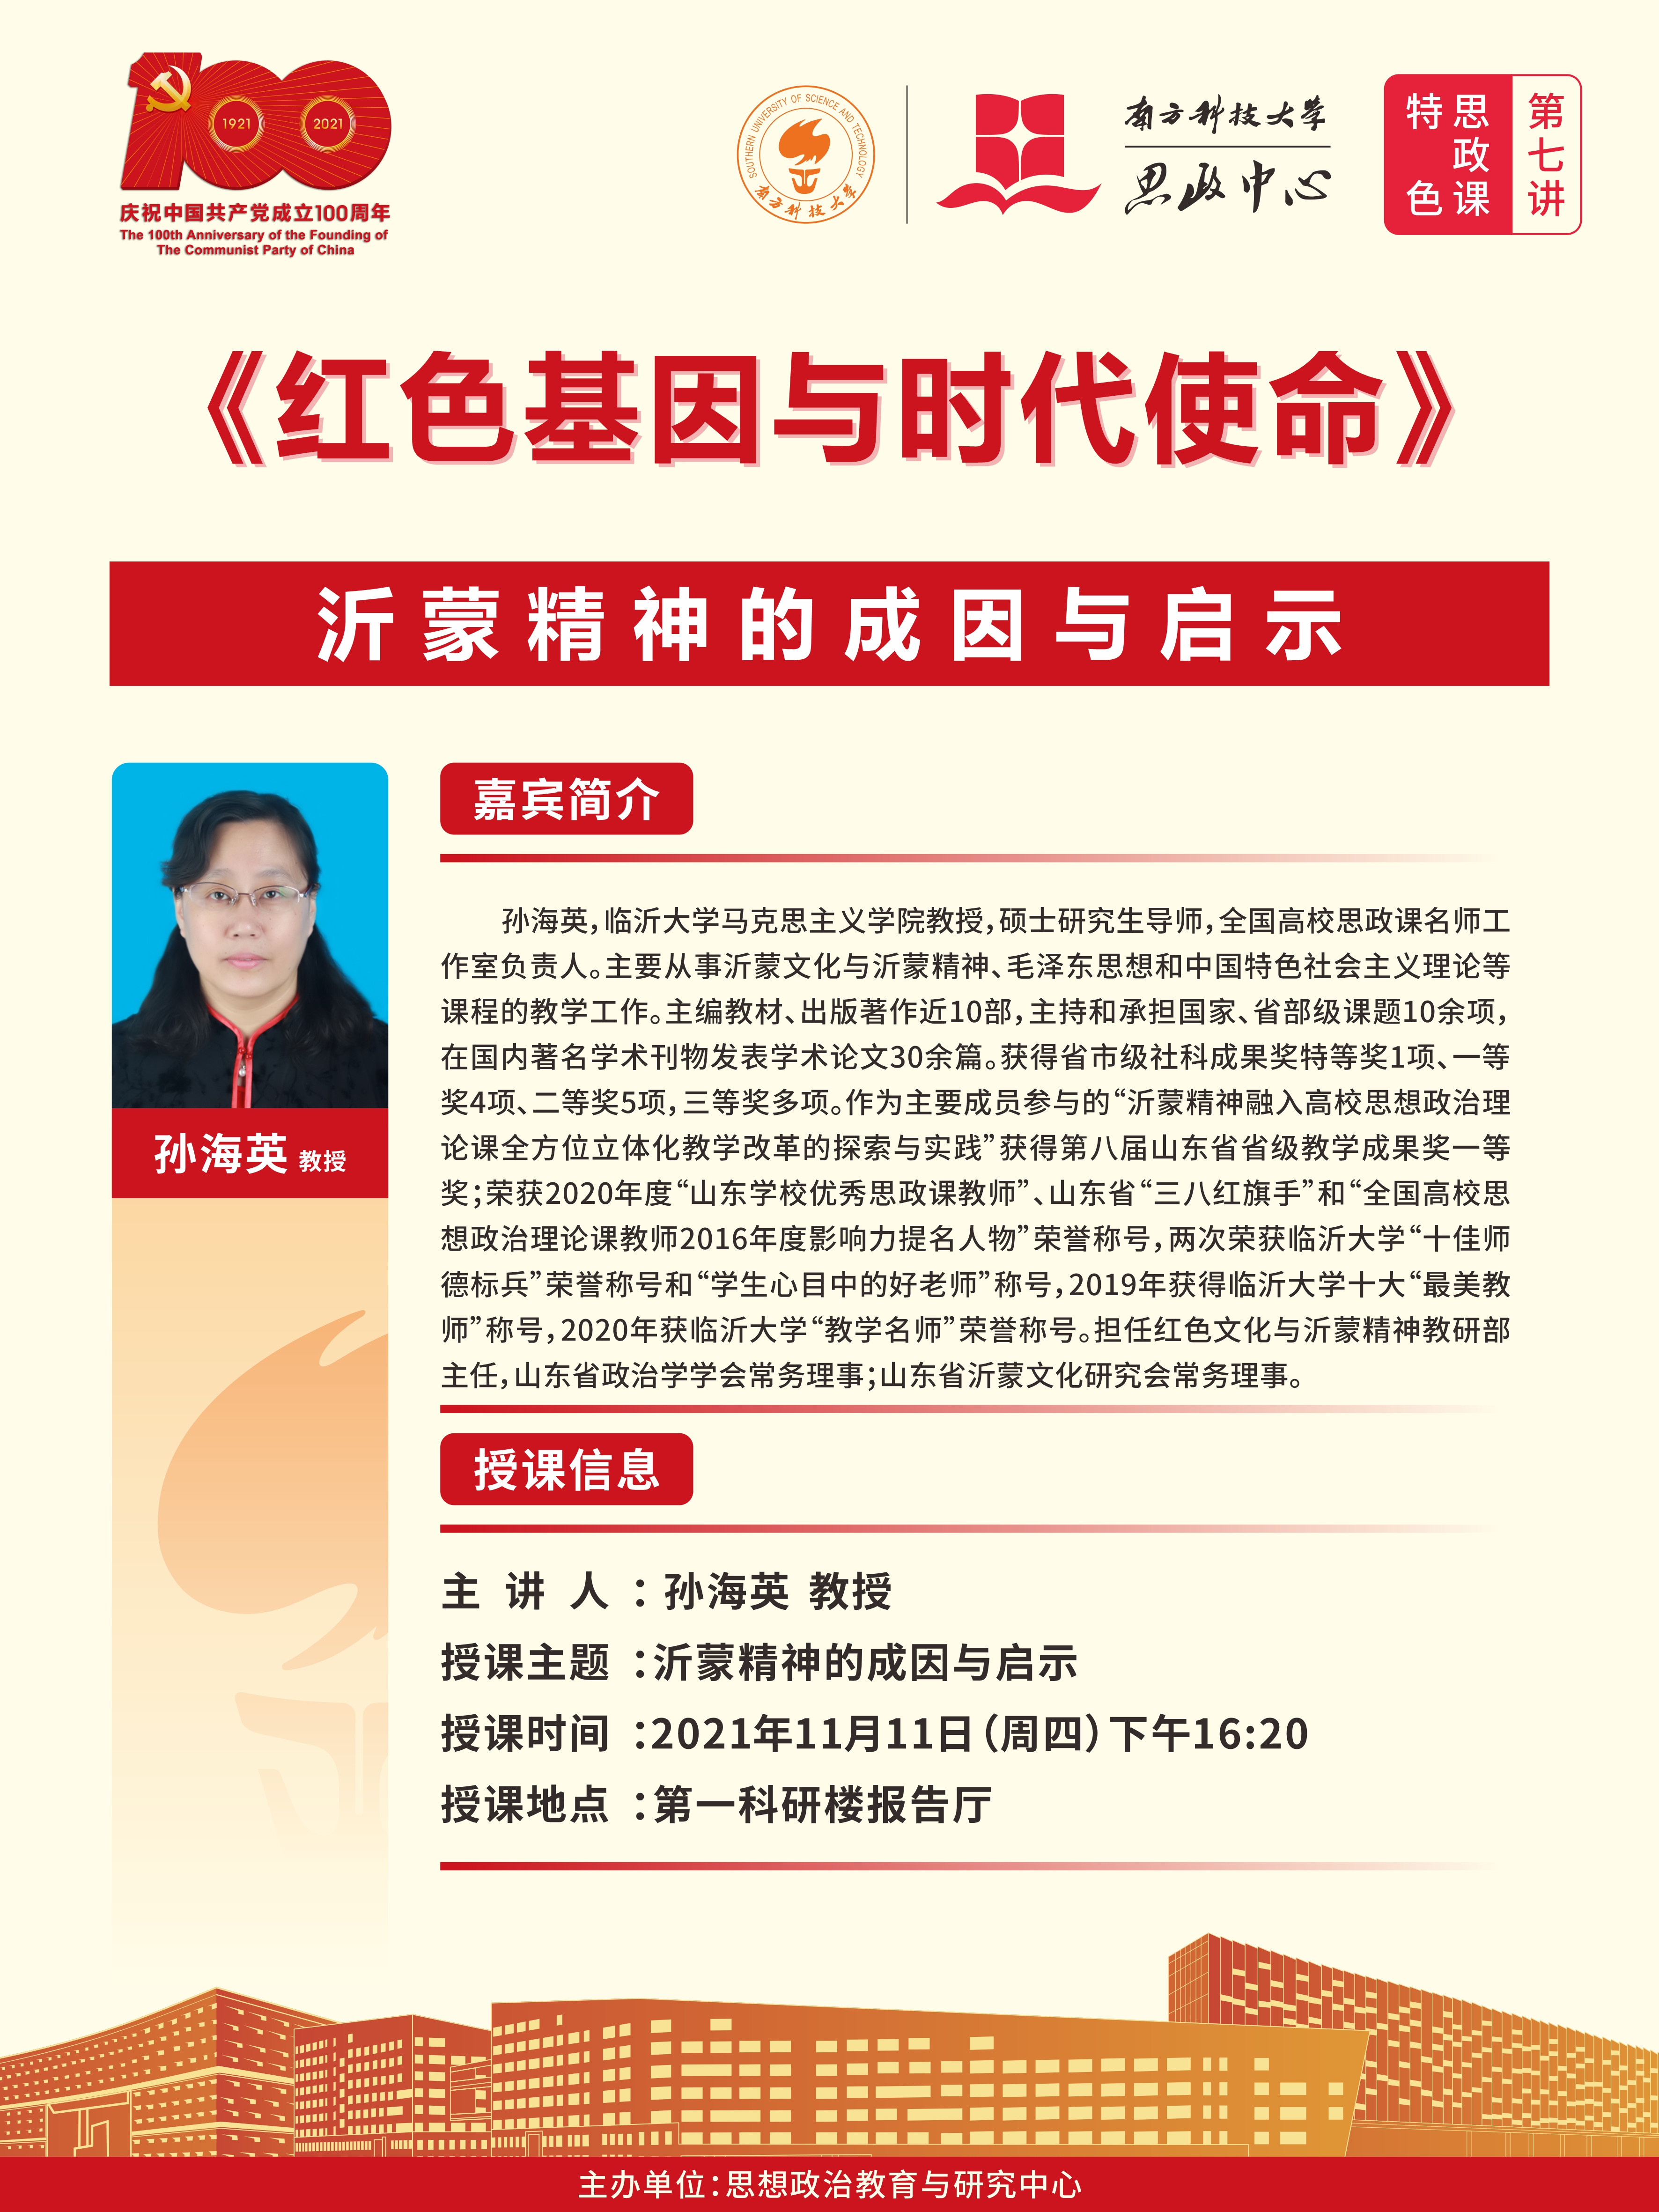 1921
2021
庆祝中国共产党成立100周年
The 100th Anniversary of the Founding of
The Communist Party of China
SOUTHERN UNIVERSITY OF SCIENCE AND TECHNOLOGY
南方科技大学
南方科技大学
思政中心
思政课
特色
第七讲
《红色基因与时代使命》
沂蒙精神的成因与启示
孙海英 教授
嘉宾简介
孙海英，临沂大学马克思主义学院教授，硕士研究生导师，全国高校思政课名师工
作室负责人。主要从事沂蒙文化与沂蒙精神、毛泽东思想和中国特色社会主义理论等
课程的教学工作。主编教材、出版著作近10部，主持和承担国家、省部级课题10余项，
在国内著名学术刊物发表学术论文30余篇。获得省市级社科成果奖特等奖1项、一等
奖4项、二等奖5项，三等奖多项。作为主要成员参与的“沂蒙精神融入高校思想政治理
论课全方位立体化教学改革的探索与实践”获得第八届山东省省级教学成果奖一等
奖；荣获2020年度“山东学校优秀思政课教师”、山东省“三八红旗手”和“全国高校思
想政治理论课教师2016年度影响力提名人物”荣誉称号，两次荣获临沂大学“十佳师
德标兵”荣誉称号和“学生心目中的好老师”称号，2019年获得临沂大学十大“最美教
师”称号，2020年获临沂大学“教学名师”荣誉称号。担任红色文化与沂蒙精神教研部
主任，山东省政治学学会常务理事；山东省沂蒙文化研究会常务理事。
授课信息
主 讲 人 ：孙海英 教授
授课主题 ：沂蒙精神的成因与启示
授课时间 ：2021年11月11日（周四）下午16:20
授课地点 ：第一科研楼报告厅
主办单位：思想政治教育与研究中心